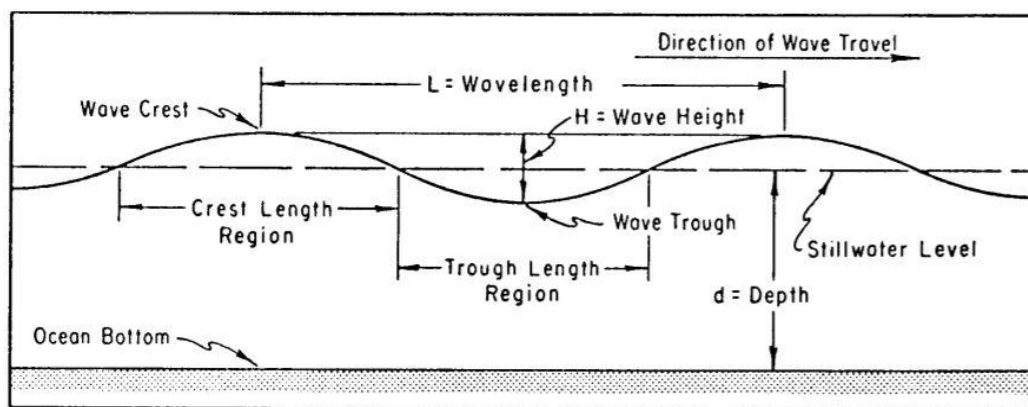 Direction of Wave Travel
L = Wavelength
Wave Crest
H = Wave Height
Crest Length
Region
Wave Trough
Stillwater Level
Trough Length
Region
d = Depth
Ocean Bottom